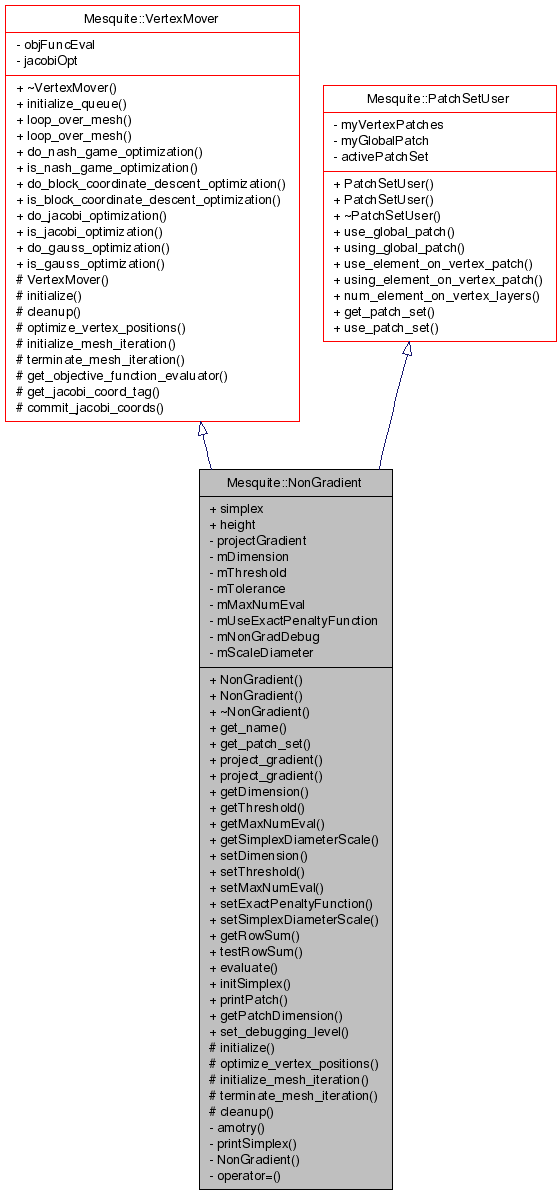 Mesquite::VertexMover
- objFuncEval
- jacobiOpt
+ ~VertexMover()
+ initialize_queue()
+ loop_over_mesh()
+ loop_over_mesh()
+ do_nash_game_optimization()
+ is_nash_game_optimization()
+ do_block_coordinate_descent_optimization()
+ is_block_coordinate_descent_optimization()
+ do_jacobi_optimization()
+ is_jacobi_optimization()
+ do_gauss_optimization()
+ is_gauss_optimization()
# VertexMover()
# initialize()
# cleanup()
# optimize_vertex_positions()
# initialize_mesh_iteration()
# terminate_mesh_iteration()
# get_objective_function_evaluator()
# get_jacobi_coord_tag()
# commit_jacobi_coords()
Mesquite::PatchSetUser
- myVertexPatches
- myGlobalPatch
- activePatchSet
+ PatchSetUser()
+ PatchSetUser()
+ ~PatchSetUser()
+ use_global_patch()
+ using_global_patch()
+ use_element_on_vertex_patch()
+ using_element_on_vertex_patch()
+ num_element_on_vertex_layers()
+ get_patch_set()
+ use_patch_set()
Mesquite::NonGradient
+ simplex
+ height
- projectGradient
- mDimension
- mThreshold
- mTolerance
- mMaxNumEval
- mUseExactPenaltyFunction
- mNonGradDebug
- mScaleDiameter
+ NonGradient()
+ NonGradient()
+ ~NonGradient()
+ get_name()
+ get_patch_set()
+ project_gradient()
+ project_gradient()
+ getDimension()
+ getThreshold()
+ getMaxNumEval()
+ getSimplexDiameterScale()
+ setDimension()
+ setThreshold()
+ setMaxNumEval()
+ setExactPenaltyFunction()
+ setSimplexDiameterScale()
+ getRowSum()
+ testRowSum()
+ evaluate()
+ initSimplex()
+ printPatch()
+ getPatchDimension()
+ set_debugging_level()
# initialize()
# optimize_vertex_positions()
# initialize_mesh_iteration()
# terminate_mesh_iteration()
# cleanup()
- amotry()
- printSimplex()
- NonGradient()
- operator=()